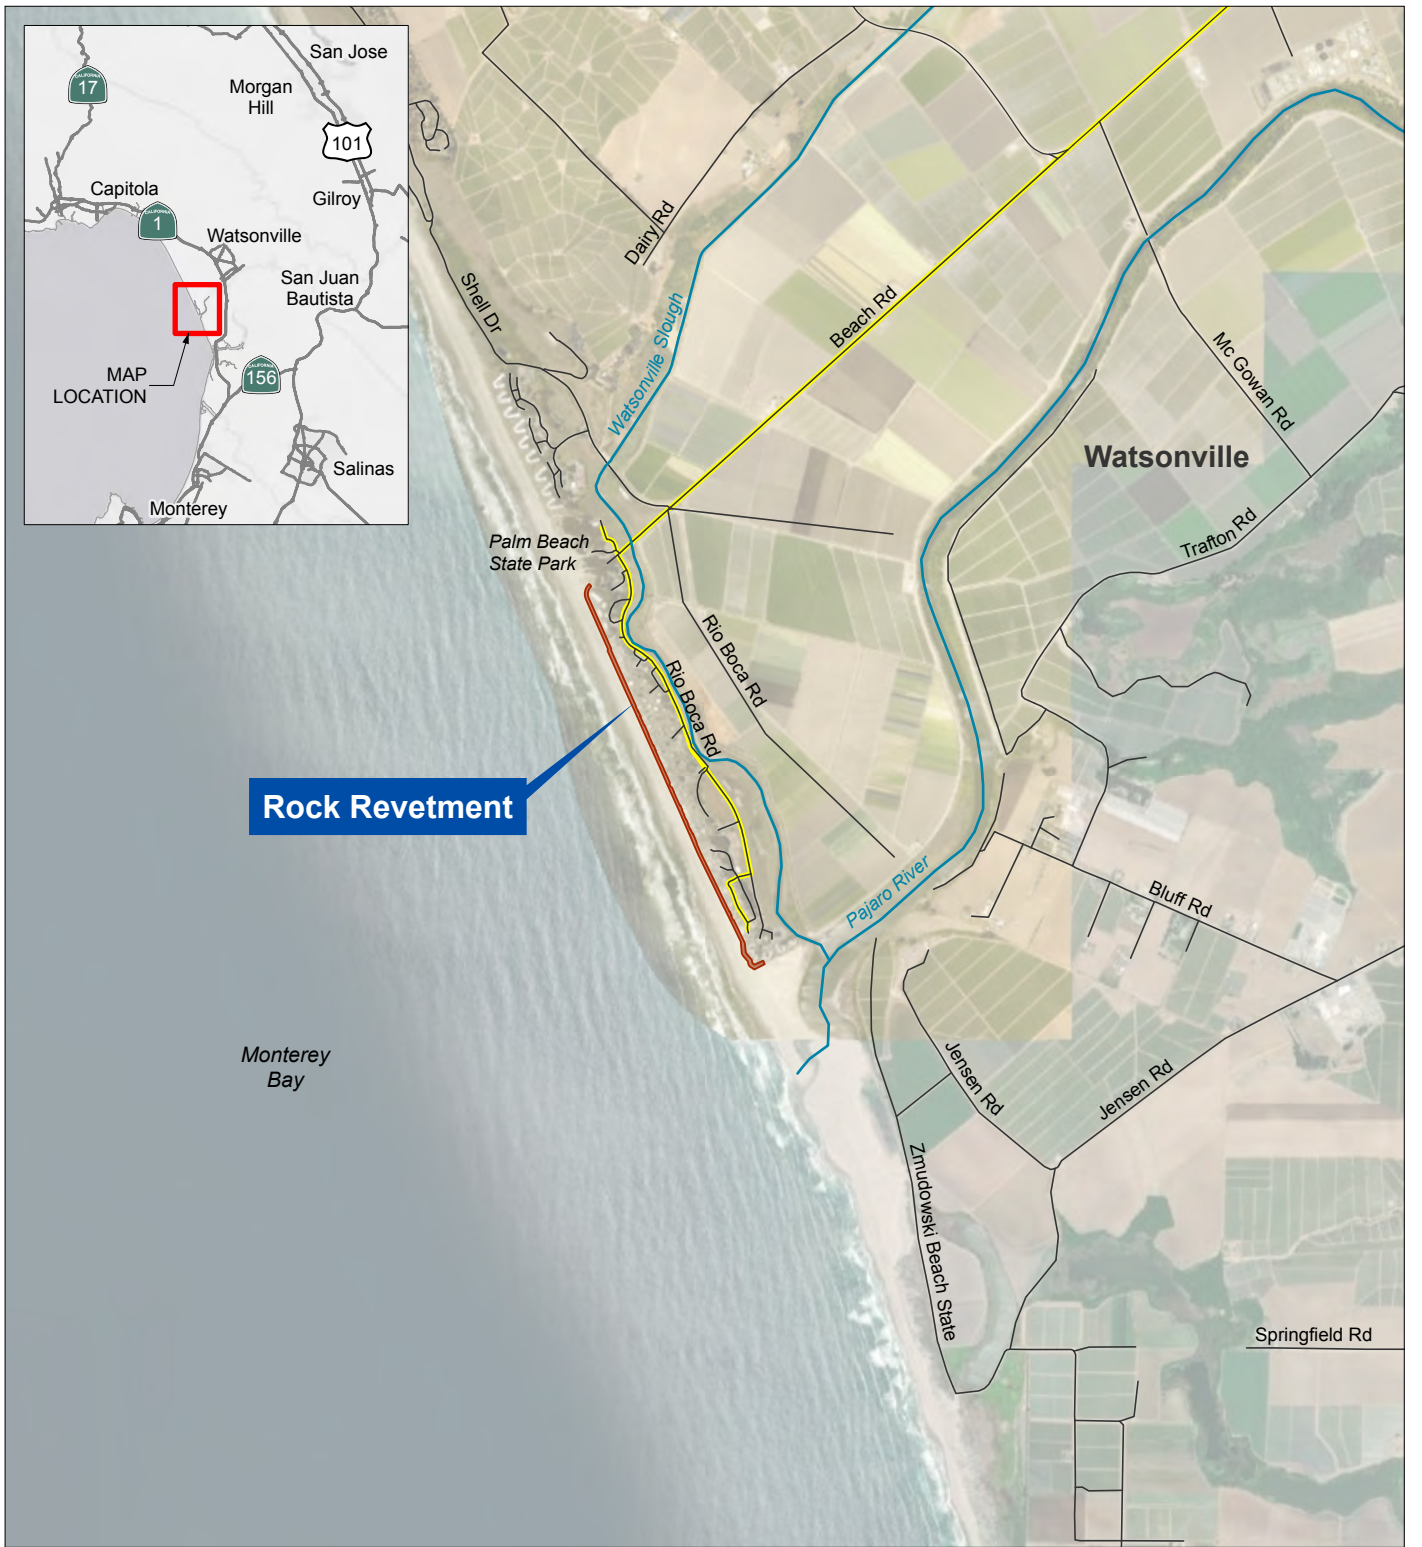 San Jose
CALIFORNIA
17
Morgan
Hill
101
Capitola
Gilroy
CALIFORNIA
1
Watsonville
San Juan
Bautista
MAP
LOCATION
CALIFORNIA
156
Salinas
Monterey
Dairy Rd
Shell Dr
Watsonville Slough
Beach Rd
Mc Gowan Rd
Watsonville
Trafton Rd
Palm Beach
State Park
Rio Boca Rd
Rio Boca Rd
Rock Revetment
Pajaro River
Bluff Rd
Monterey
Bay
Jensen Rd
Jensen Rd
Zmudowski Beach State
Springfield Rd